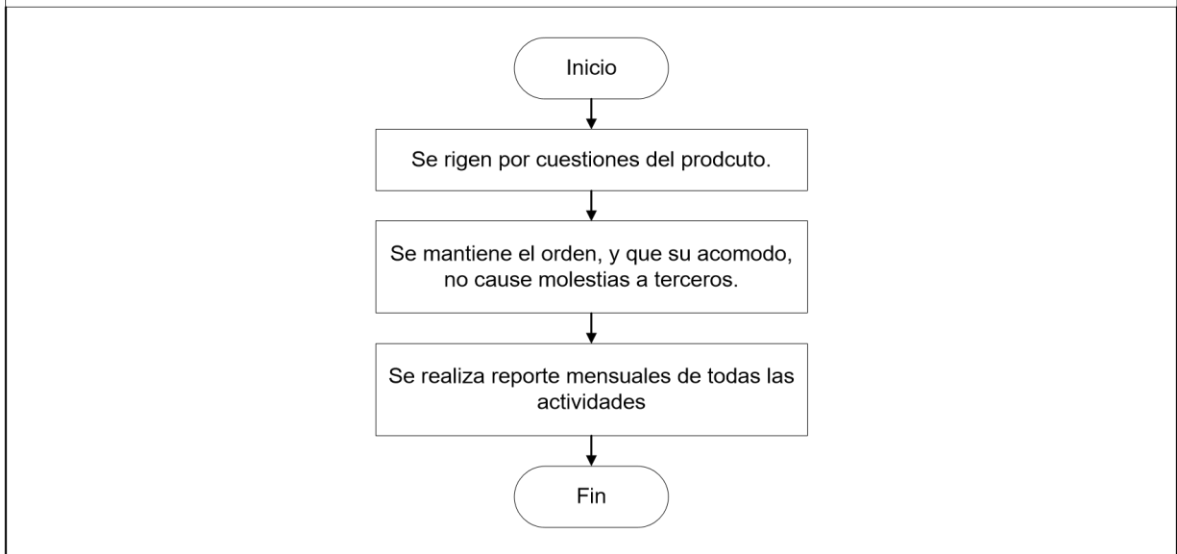 Inicio
Se rigen por cuestiones del prodcuto.
Se mantiene el orden, y que su acomodo,
no cause molestias a terceros.
Se realiza reporte mensuales de todas las
actividades
Fin